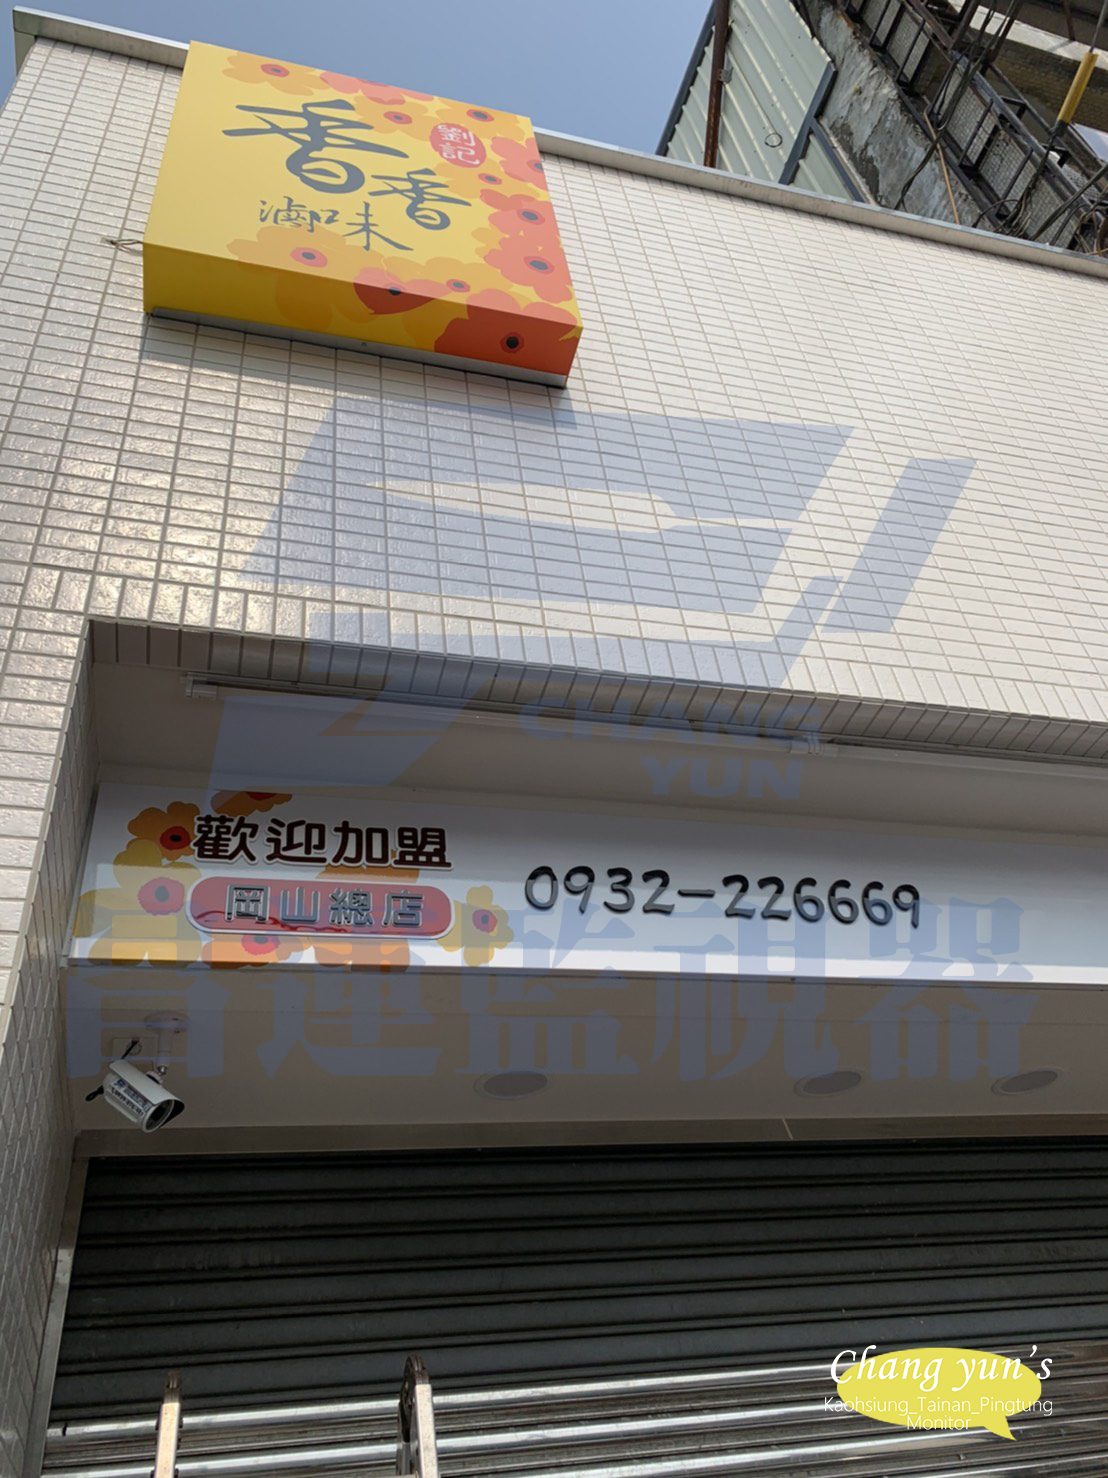 香香
劉記
滷味
CHANG
YUN
歡迎加盟
岡山總店
0932-226669
昌運監視器
Chang yun's
Kaohsiung_Tainan_Pingtung
Monitor